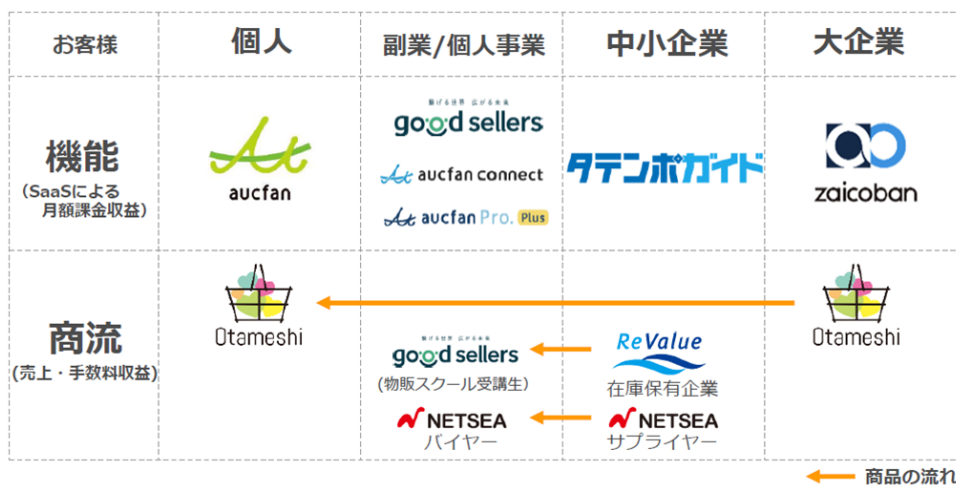 お客様
個人
副業/個人事業
中小企業
大企業
機能
(SaaSによる
月額課金収益)
aucfan
稼げる世界 広がる未来
good sellers
aucfan connect
aucfan Pro. Plus
タテンポガイド
zaicoban
商流
(売上・手数料収益)
Otameshi
Otameshi
稼げる世界 広がる未来
good sellers
(物販スクール受講生)
ReValue
在庫保有企業
NETSEA
バイヤー
NETSEA
サプライヤー
商品の流れ